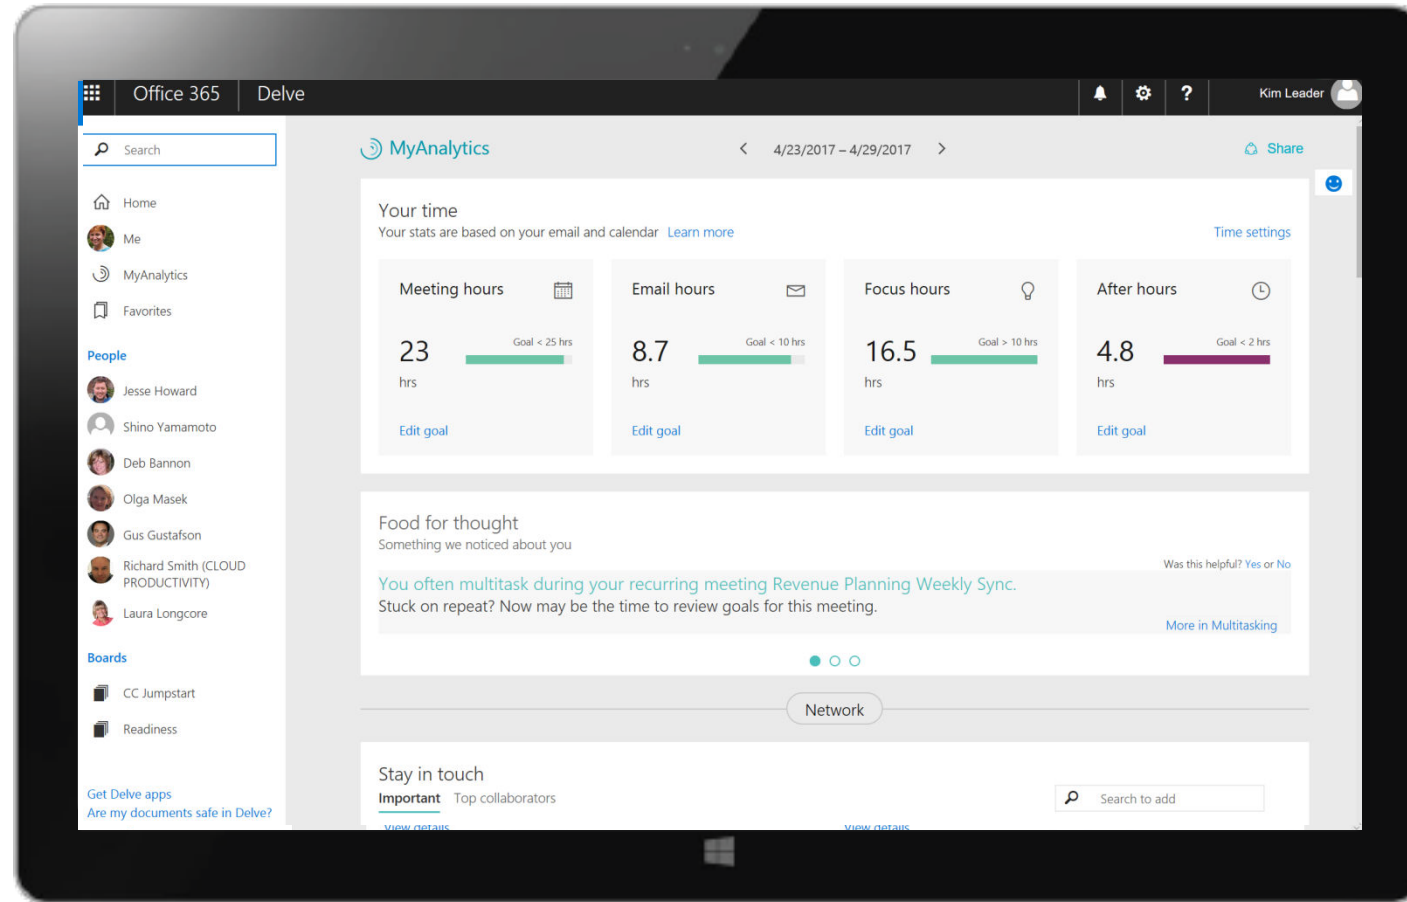 Office 365
Delve
?
Kim Leader
Search
MyAnalytics
4/23/2017 – 4/29/2017
Share
Home
Me
MyAnalytics
Favorites
People
Jesse Howard
Shino Yamamoto
Deb Bannon
Olga Masek
Gus Gustafson
Richard Smith (CLOUD
PRODUCTIVITY)
Laura Longcore
Boards
CC Jumpstart
Readiness
Get Delve apps
Are my documents safe in Delve?
Your time
Your stats are based on your email and calendar Learn more
Time settings
Meeting hours
23
hrs
Goal < 25 hrs
Edit goal
Email hours
8.7
hrs
Goal < 10 hrs
Edit goal
Focus hours
16.5
hrs
Goal > 10 hrs
Edit goal
After hours
4.8
hrs
Goal < 2 hrs
Edit goal
Food for thought
Something we noticed about you
Was this helpful? Yes or No
You often multitask during your recurring meeting Revenue Planning Weekly Sync.
Stuck on repeat? Now may be the time to review goals for this meeting.
More in Multitasking
Network
Stay in touch
Important Top collaborators
Search to add
View details
View details